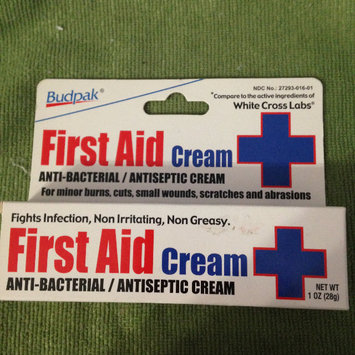 Budpak®
NDC No.: 27293-016-01
*Compare to the active ingredients of
White Cross Labs®
First Aid Cream
ANTI-BACTERIAL / ANTISEPTIC CREAM
For minor burns, cuts, small wounds, scratches and abrasions
Fights Infection, Non Irritating, Non Greasy.
First Aid Cream
ANTI-BACTERIAL / ANTISEPTIC CREAM
NET WT
1 OZ (28g)